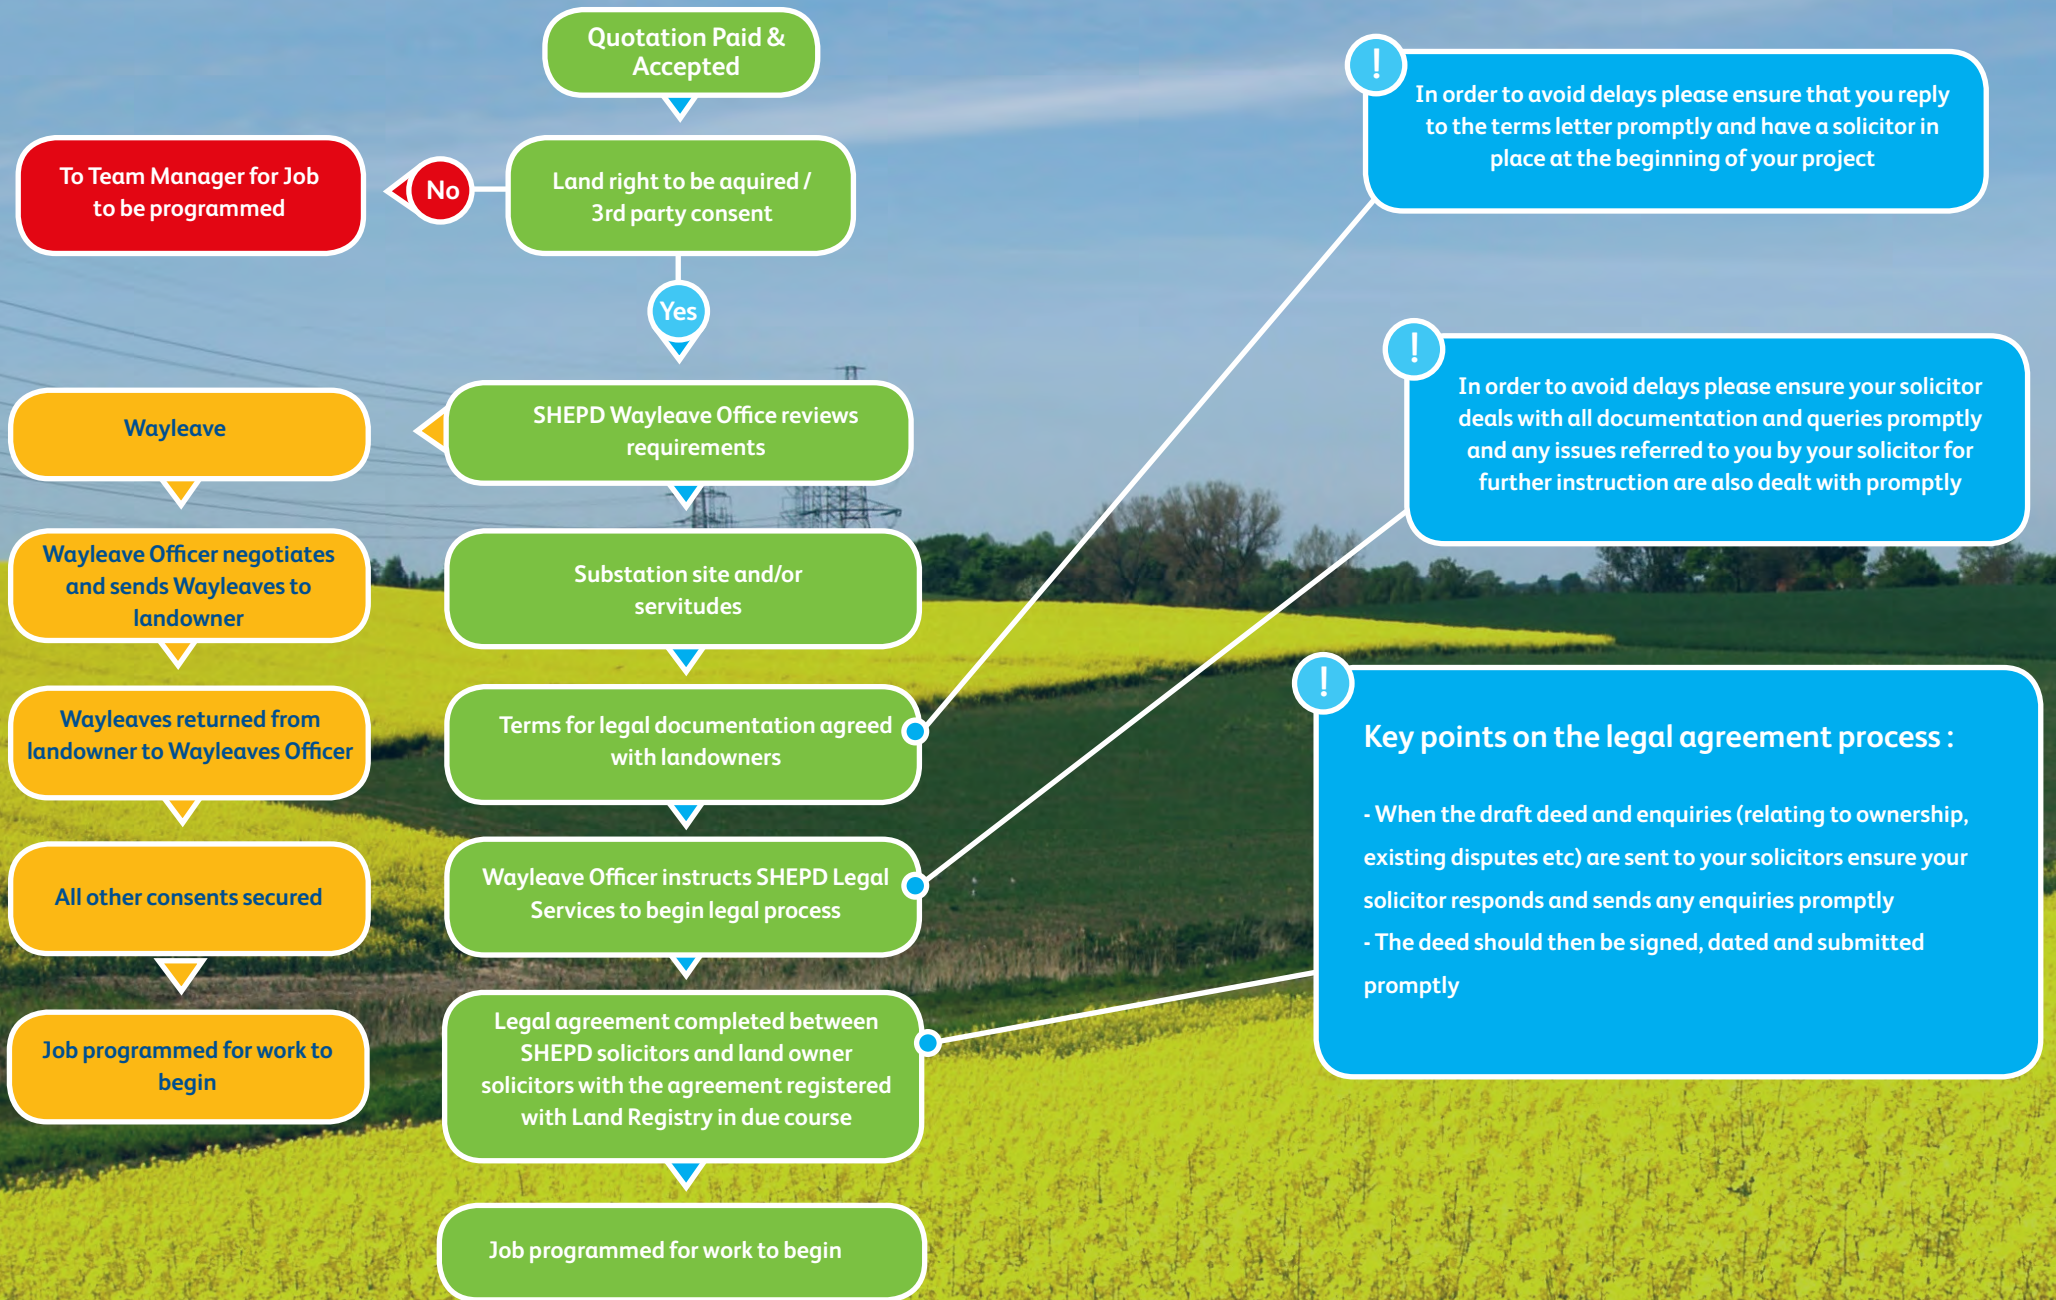 Quotation Paid &
Accepted
To Team Manager for Job
to be programmed
No
Land right to be aquired /
3rd party consent
Yes
SHEPD Wayleave Office reviews
requirements
Wayleave
Wayleave Officer negotiates
and sends Wayleaves to
landowner
Wayleaves returned from
landowner to Wayleaves Officer
All other consents secured
Job programmed for work to
begin
Substation site and/or
servitudes
Terms for legal documentation agreed
with landowners
Wayleave Officer instructs SHEPD Legal
Services to begin legal process
Legal agreement completed between
SHEPD solicitors and land owner
solicitors with the agreement registered
with Land Registry in due course
Job programmed for work to begin
!
In order to avoid delays please ensure that you reply
to the terms letter promptly and have a solicitor in
place at the beginning of your project
!
In order to avoid delays please ensure your solicitor
deals with all documentation and queries promptly
and any issues referred to you by your solicitor for
further instruction are also dealt with promptly
!
Key points on the legal agreement process :
- When the draft deed and enquiries (relating to ownership,
existing disputes etc) are sent to your solicitors ensure your
solicitor responds and sends any enquiries promptly
- The deed should then be signed, dated and submitted
promptly